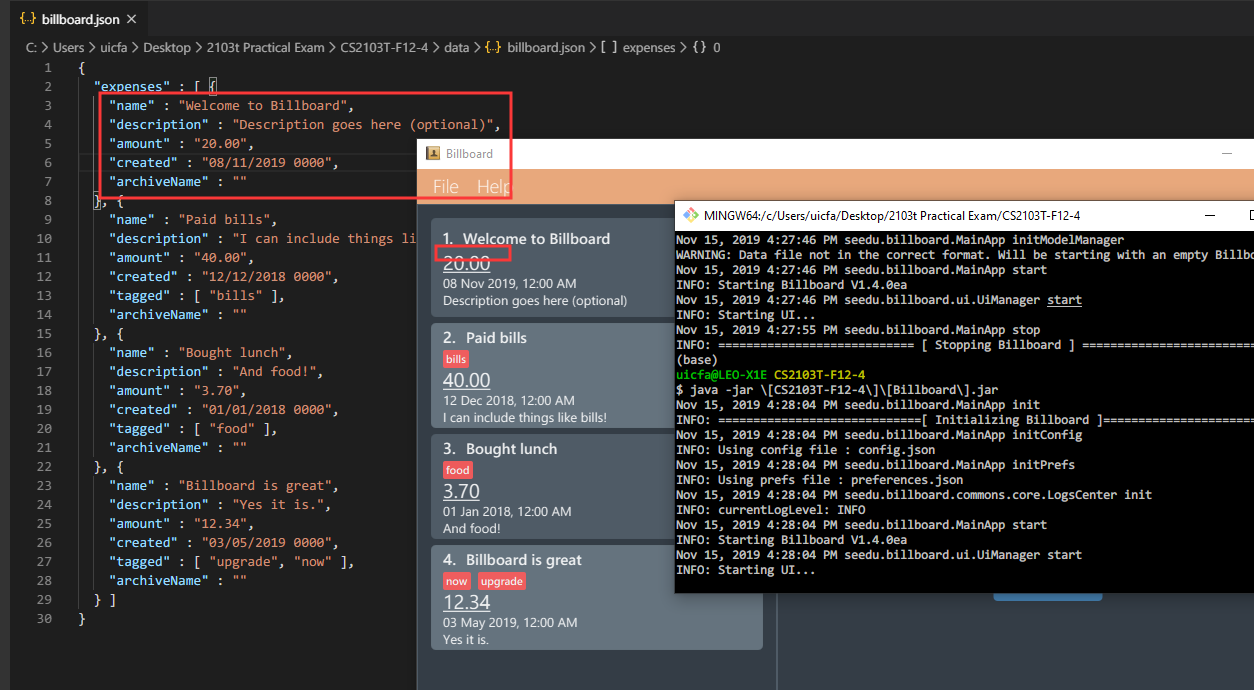 billboard.json
C: > Users > uicfa > Desktop > 2103t Practical Exam > CS2103T-F12-4 > data > {..} billboard.json > [ ] expenses > {} 0
1 {
2 "expenses" : [ {
3 "name" : "Welcome to Billboard",
4 "description" : "Description goes here (optional)",
5 "amount" : "20.00",
6 "created" : "08/11/2019 0000",
7 "archiveName" : ""
8 }, {
9 "name" : "Paid bills",
10 "description" : "I can include things li
11 "amount" : "40.00",
12 "created" : "12/12/2018 0000",
13 "tagged" : [ "bills" ],
14 "archiveName" : ""
15 }, {
16 "name" : "Bought lunch",
17 "description" : "And food!",
18 "amount" : "3.70",
19 "created" : "01/01/2018 0000",
20 "tagged" : [ "food" ],
21 "archiveName" : ""
22 }, {
23 "name" : "Billboard is great",
24 "description" : "Yes it is.",
25 "amount" : "12.34",
26 "created" : "03/05/2019 0000",
27 "tagged" : [ "upgrade", "now" ],
28 "archiveName" : ""
29 } ]
30 }
Billboard
File Help
1. Welcome to Billboard
20.00
08 Nov 2019, 12:00 AM
Description goes here (optional)
2. Paid bills
bills
40.00
12 Dec 2018, 12:00 AM
I can include things like bills!
3. Bought lunch
food
3.70
01 Jan 2018, 12:00 AM
And food!
4. Billboard is great
now upgrade
12.34
03 May 2019, 12:00 AM
Yes it is.
MINGW64:/c/Users/uicfa/Desktop/2103t Practical Exam/CS2103T-F12-4
Nov 15, 2019 4:27:46 PM seedu.billboard.MainApp initModelManager
WARNING: Data file not in the correct format. Will be starting with an empty Billbo
Nov 15, 2019 4:27:46 PM seedu.billboard.MainApp start
INFO: Starting Billboard V1.4.0ea
Nov 15, 2019 4:27:46 PM seedu.billboard.ui.UiManager start
INFO: Starting UI...
Nov 15, 2019 4:27:55 PM seedu.billboard.MainApp stop
INFO: ============================ [ Stopping Billboard ] =========================
(base)
uicfa@LEO-X1E CS2103T-F12-4
$ java -jar \[CS2103T-F12-4\]\[Billboard\].jar
Nov 15, 2019 4:28:04 PM seedu.billboard.MainApp init
INFO: =============================[ Initializing Billboard ]======================
Nov 15, 2019 4:28:04 PM seedu.billboard.MainApp initConfig
INFO: Using config file : config.json
Nov 15, 2019 4:28:04 PM seedu.billboard.MainApp initPrefs
INFO: Using prefs file : preferences.json
Nov 15, 2019 4:28:04 PM seedu.billboard.commons.core.LogsCenter init
INFO: currentLogLevel: INFO
Nov 15, 2019 4:28:04 PM seedu.billboard.MainApp start
INFO: Starting Billboard V1.4.0ea
Nov 15, 2019 4:28:04 PM seedu.billboard.ui.UiManager start
INFO: Starting UI...